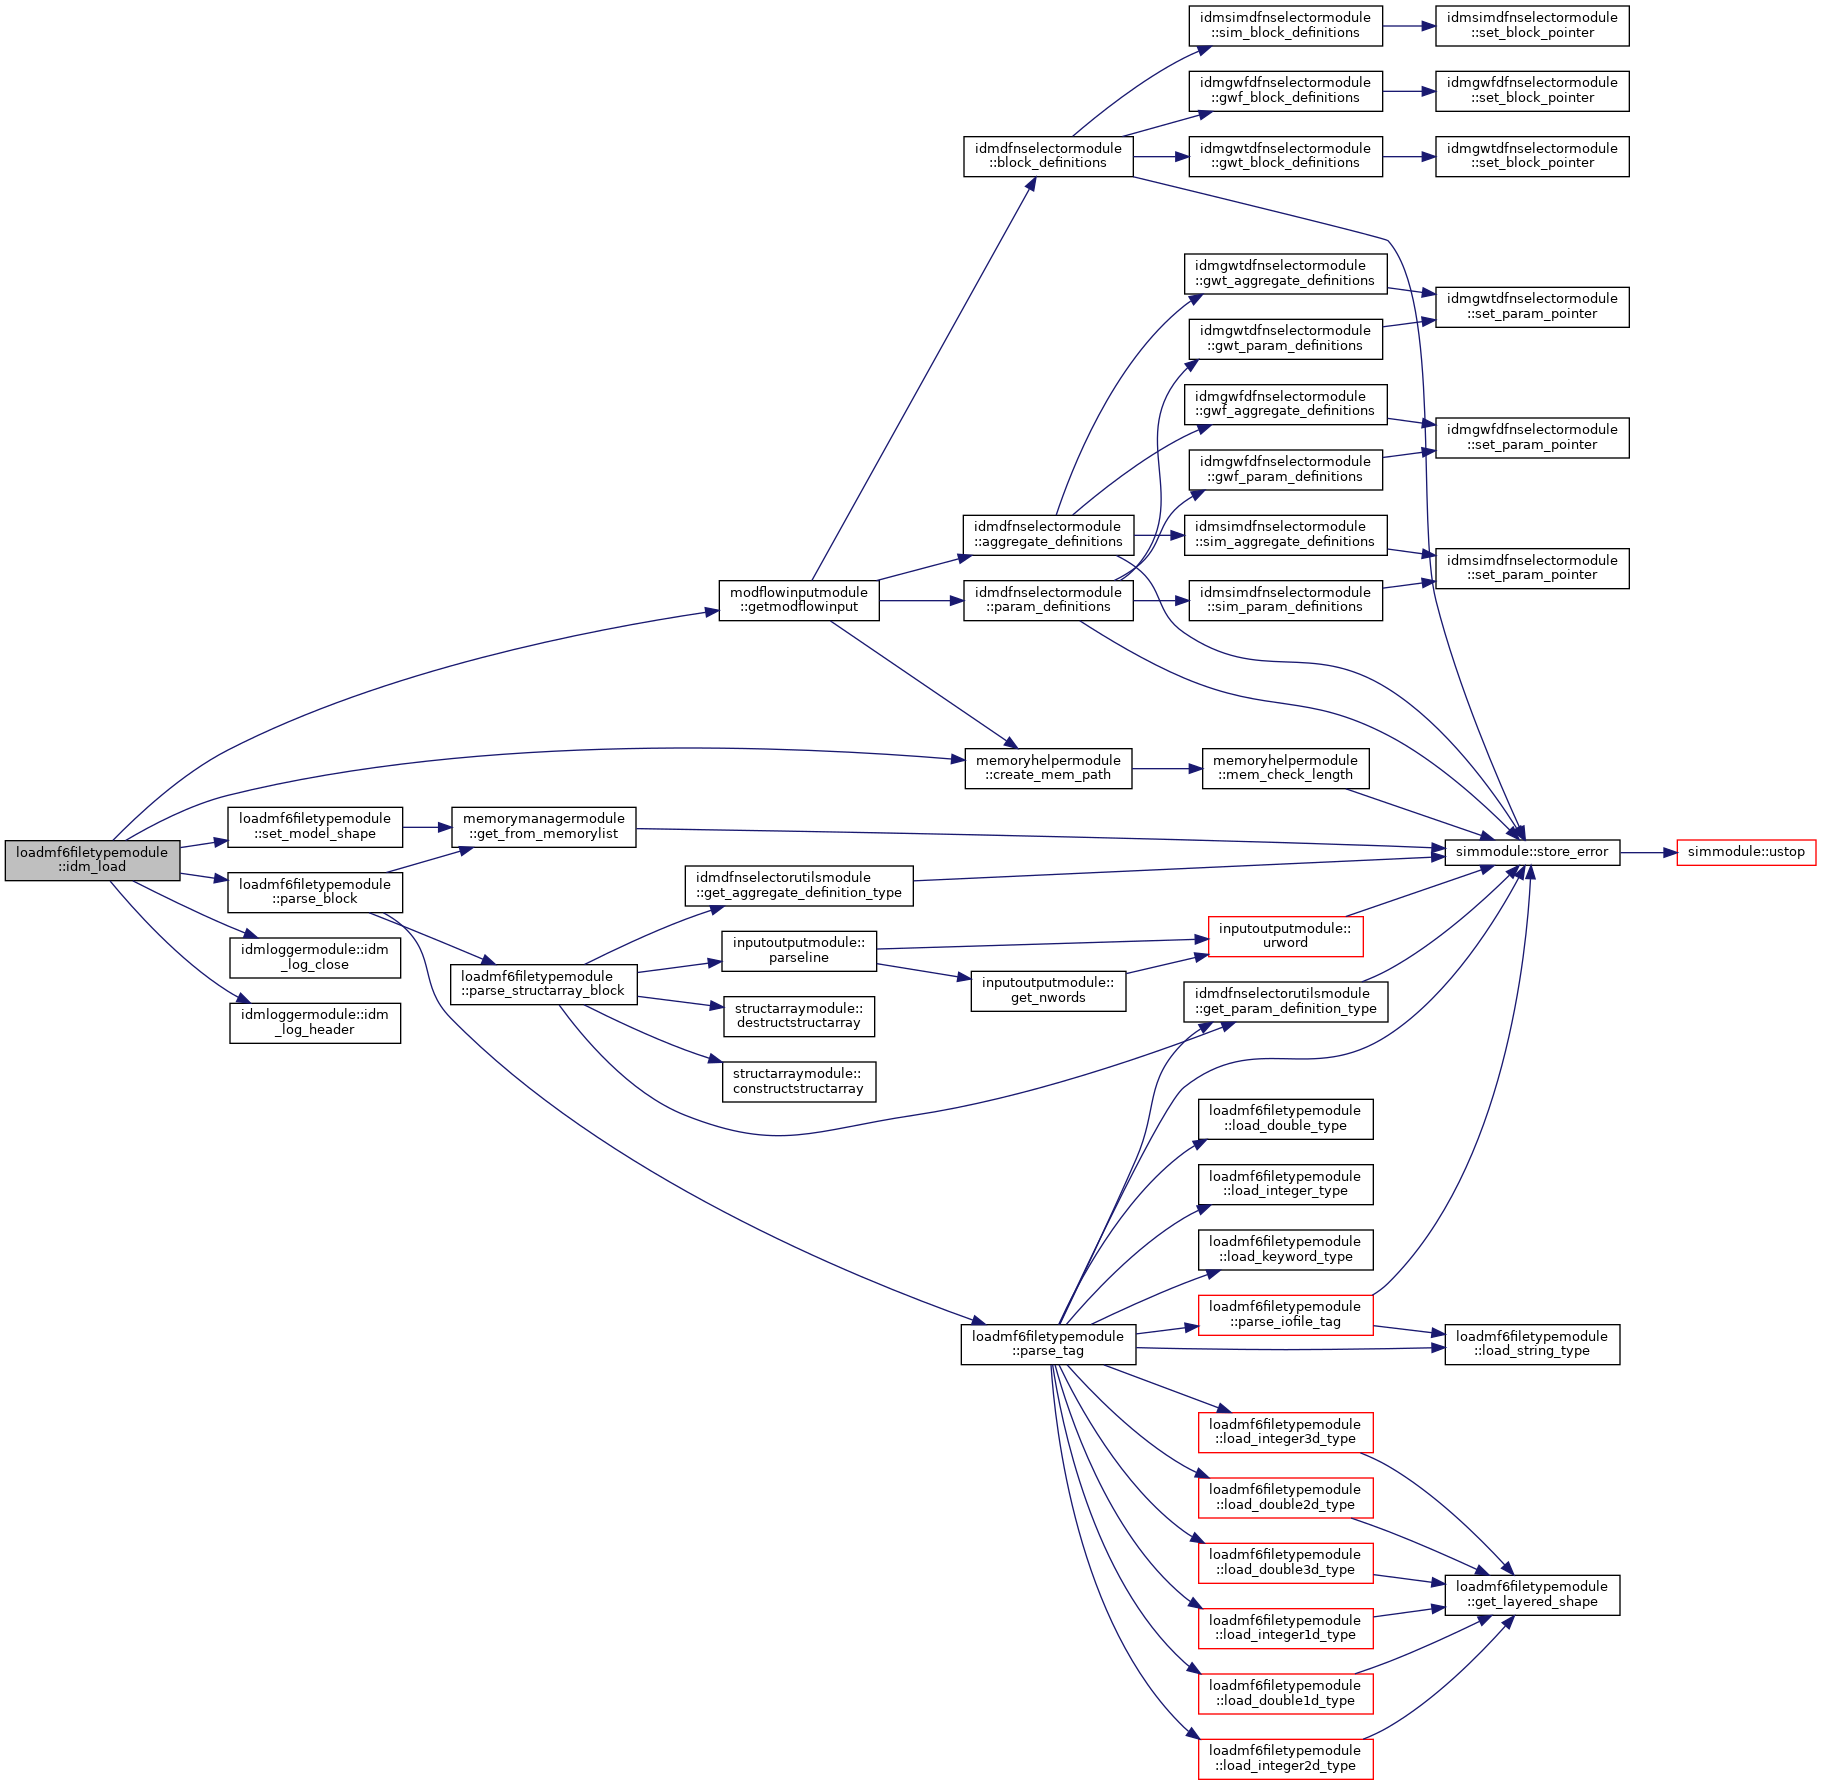 idmsimdfnselectormodule
::sim_block_definitions
idmsimdfnselectormodule
::set_block_pointer
idmgwfdfnselectormodule
::gwf_block_definitions
idmgwfdfnselectormodule
::set_block_pointer
idmdfnselectormodule
::block_definitions
idmgwtdfnselectormodule
::gwt_block_definitions
idmgwtdfnselectormodule
::set_block_pointer
idmgwtdfnselectormodule
::gwt_aggregate_definitions
idmgwtdfnselectormodule
::set_param_pointer
idmgwtdfnselectormodule
::gwt_param_definitions
idmgwfdfnselectormodule
::gwf_aggregate_definitions
idmgwfdfnselectormodule
::set_param_pointer
idmgwfdfnselectormodule
::gwf_param_definitions
idmdfnselectormodule
::aggregate_definitions
idmsimdfnselectormodule
::sim_aggregate_definitions
idmsimdfnselectormodule
::set_param_pointer
modflowinputmodule
::getmodflowinput
idmdfnselectormodule
::param_definitions
idmsimdfnselectormodule
::sim_param_definitions
memoryhelpermodule
::create_mem_path
memoryhelpermodule
::mem_check_length
loadmf6filetypemodule
::set_model_shape
memorymanagermodule
::get_from_memorylist
loadmf6filetypemodule
::idm_load
simmodule::store_error
simmodule::ustop
loadmf6filetypemodule
::parse_block
idmdfnselectorutilsmodule
::get_aggregate_definition_type
idmloggermodule::idm
_log_close
inputoutputmodule::
parseline
inputoutputmodule::
urword
loadmf6filetypemodule
::parse_structarray_block
inputoutputmodule::
get_nwords
idmdfnselectorutilsmodule
::get_param_definition_type
idmloggermodule::idm
_log_header
structarraymodule::
destructstructarray
structarraymodule::
constructstructarray
loadmf6filetypemodule
::load_double_type
loadmf6filetypemodule
::load_integer_type
loadmf6filetypemodule
::load_keyword_type
loadmf6filetypemodule
::parse_iofile_tag
loadmf6filetypemodule
::parse_tag
loadmf6filetypemodule
::load_string_type
loadmf6filetypemodule
::load_integer3d_type
loadmf6filetypemodule
::load_double2d_type
loadmf6filetypemodule
::load_double3d_type
loadmf6filetypemodule
::get_layered_shape
loadmf6filetypemodule
::load_integer1d_type
loadmf6filetypemodule
::load_double1d_type
loadmf6filetypemodule
::load_integer2d_type